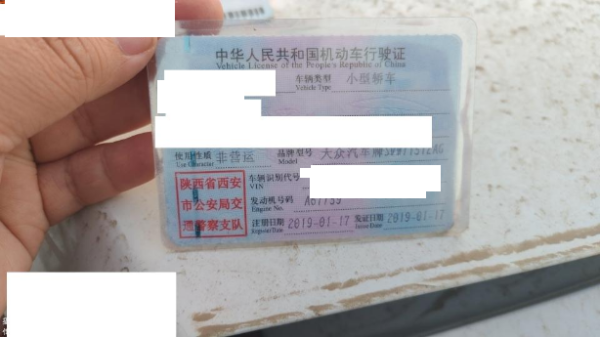 中华人民共和国机动车行驶证
Vehicle License of the People's Republic of China
车辆类型 小型轿车
Vehicle Type
使用性质 非营运 品牌型号 大众汽车牌
Use Character Model
陕西省西安
市公安局交
通警察支队
车辆识别代号
VIN
发动机号码
Engine No.
注册日期 2019-01-17 发证日期 2019-01-17
Register Date Issue Date